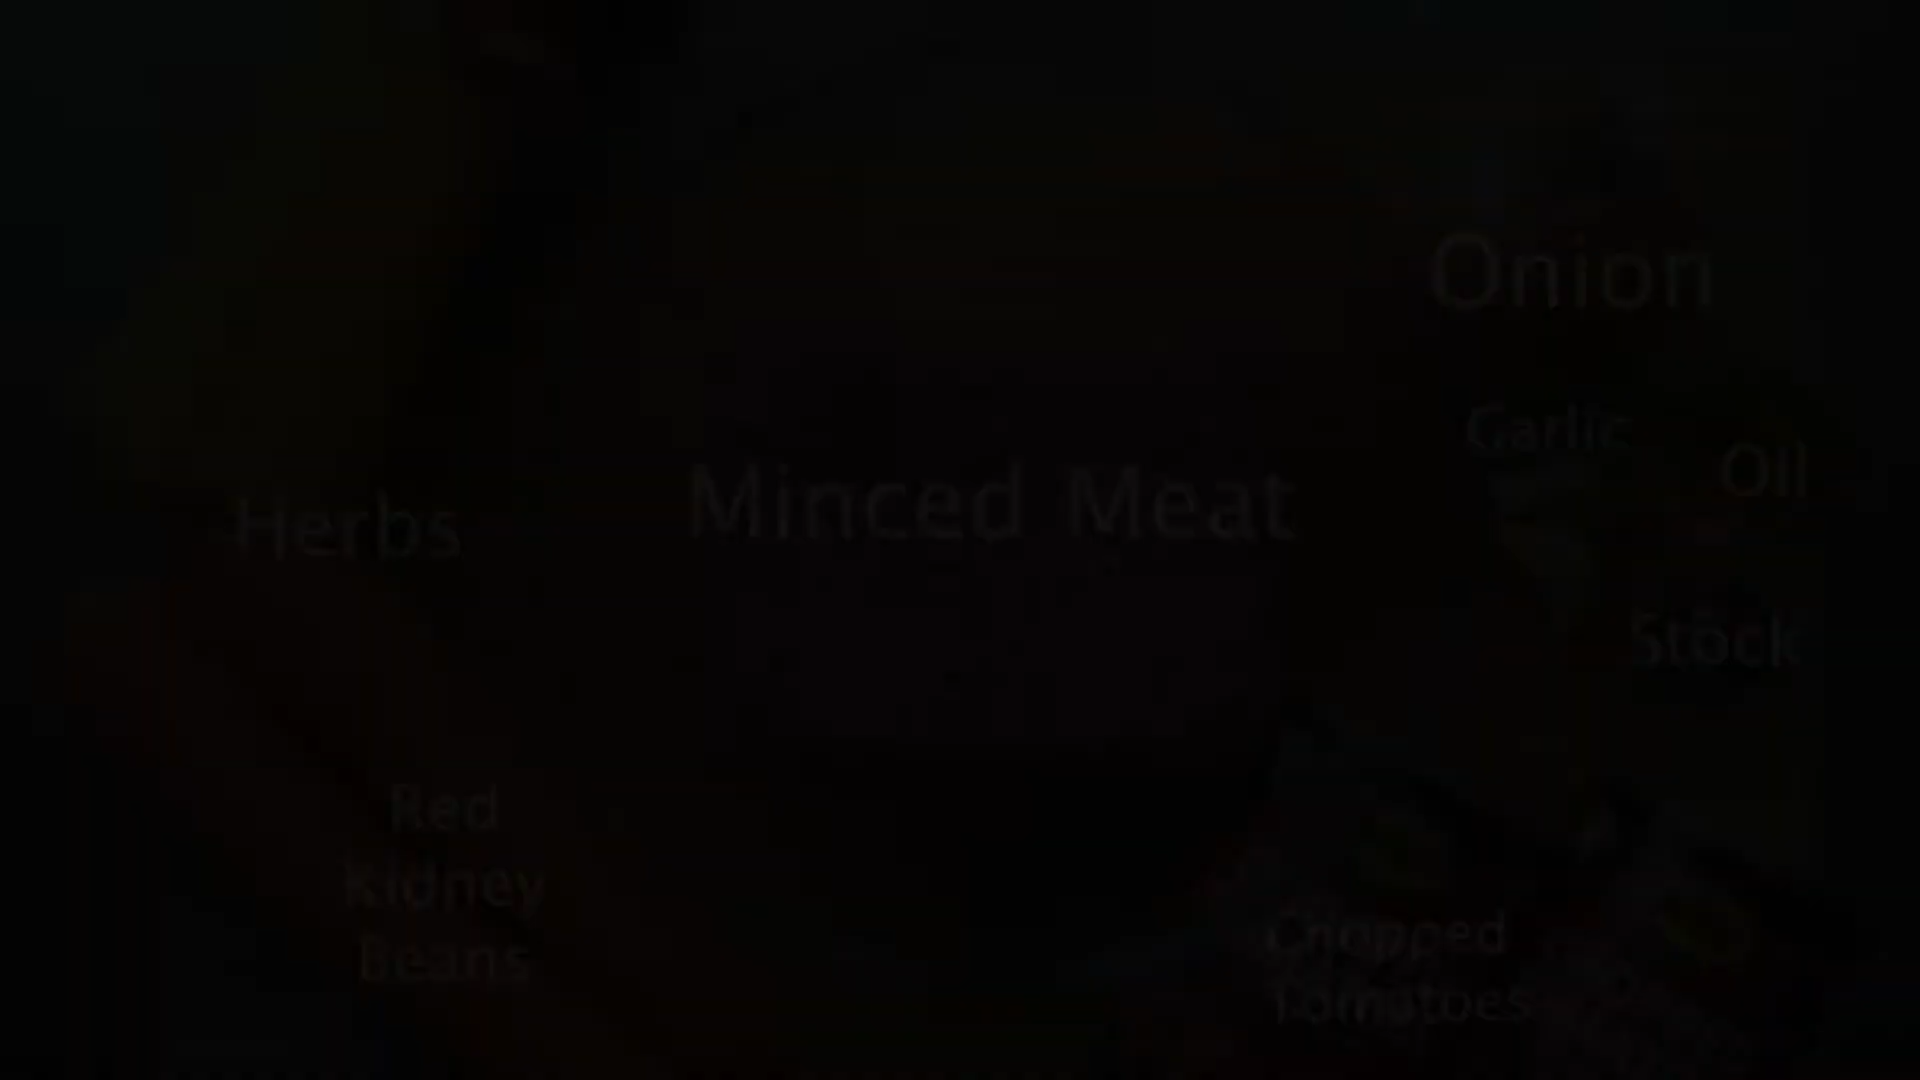 Onion
Garlic
Oil
Minced Meat
Herbs
Stock
Red
Kidney
Beans
Chopped
Tomatoes